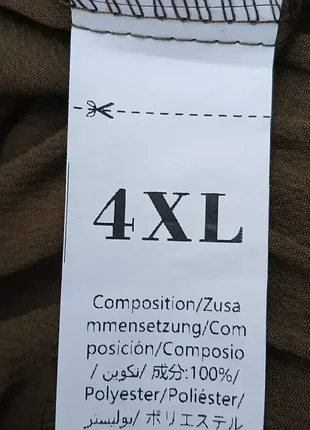 4XL
Composition/Zusa
mmensetzung/Com
posición/Composio
/تكوين / 成分:100%/
Polyester/Poliéster/
بوليستر/ ポリエステル